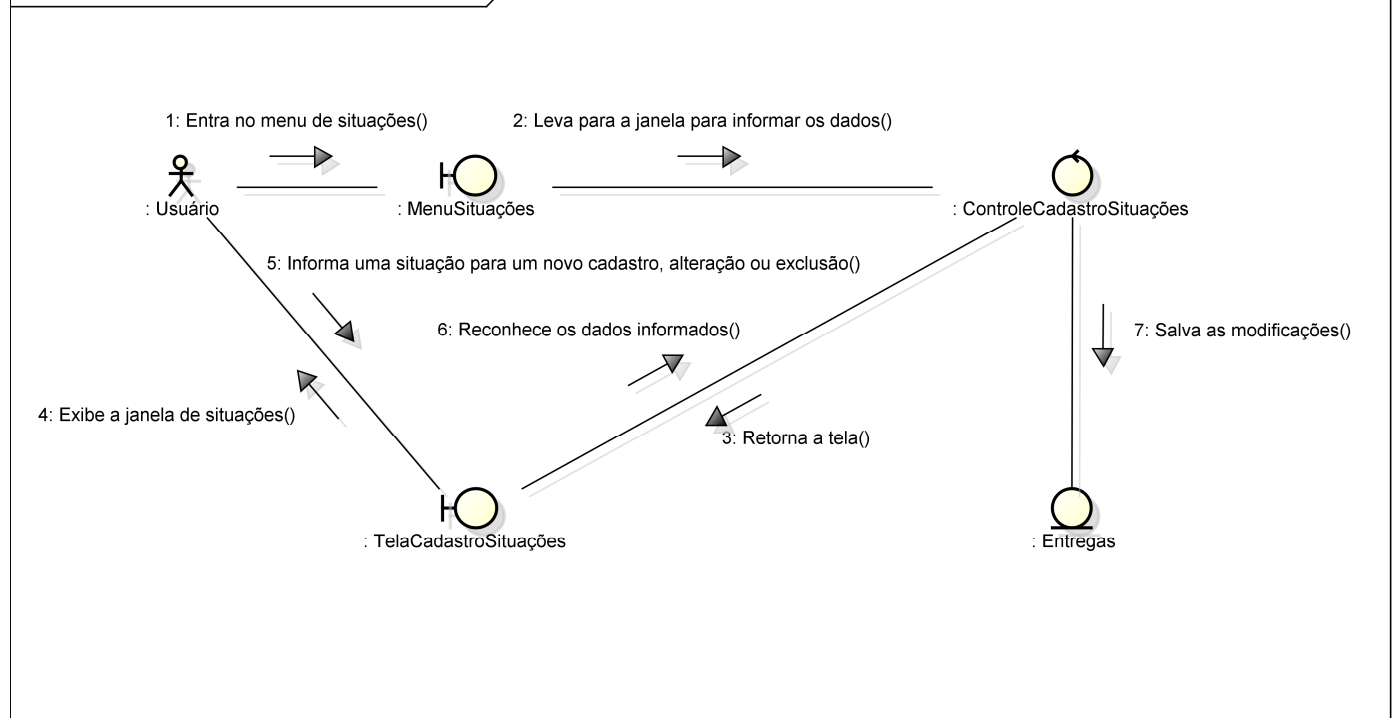 1: Entra no menu de situações()
2: Leva para a janela para informar os dados()
: Usuário
: MenuSituações
: ControleCadastroSituações
5: Informa uma situação para um novo cadastro, alteração ou exclusão()
6: Reconhece os dados informados()
7: Salva as modificações()
4: Exibe a janela de situações()
3: Retorna a tela()
: TelaCadastroSituações
: Entregas